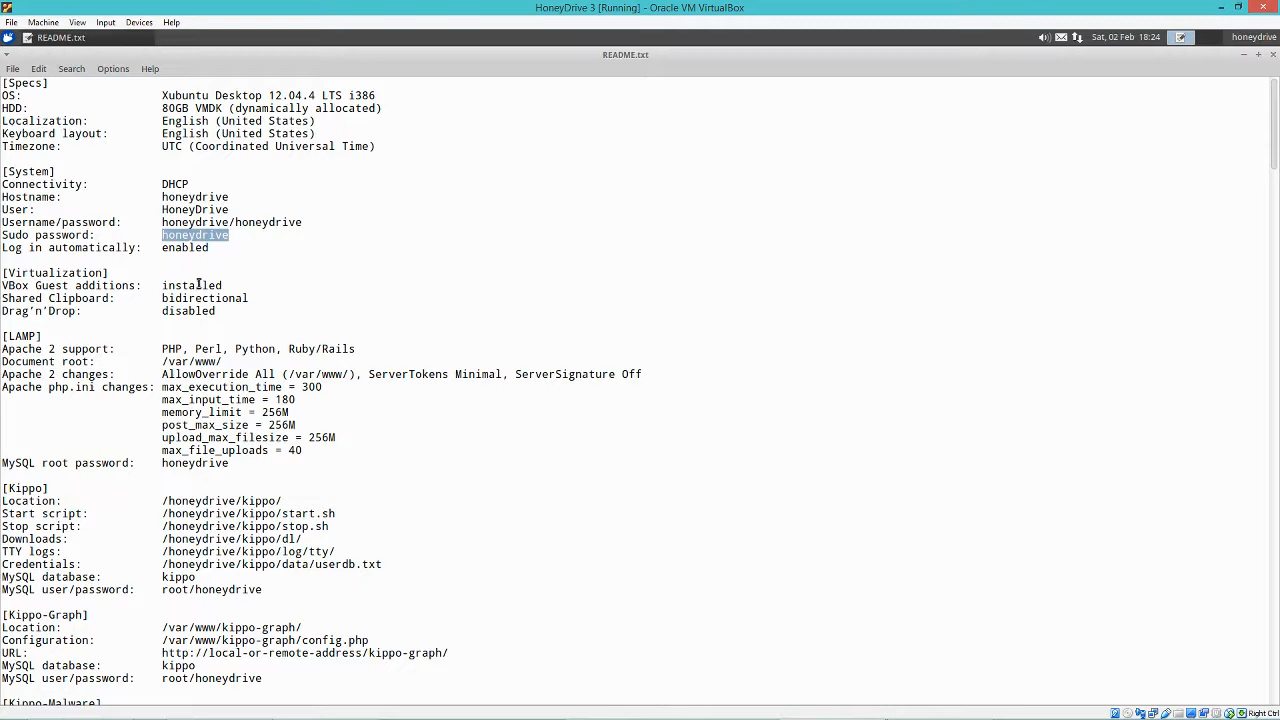 HoneyDrive 3 [Running] - Oracle VM VirtualBox
File Machine View Input Devices Help
README.txt Sat, 02 Feb 18:24 honeydrive
README.txt
File Edit Search Options Help
[Specs]
OS: Xubuntu Desktop 12.04.4 LTS i386
HDD: 80GB VMDK (dynamically allocated)
Localization: English (United States)
Keyboard layout: English (United States)
Timezone: UTC (Coordinated Universal Time)
[System]
Connectivity: DHCP
Hostname: honeydrive
User: HoneyDrive
Username/password: honeydrive/honeydrive
Sudo password: honeydrive
Log in automatically: enabled
[Virtualization]
VBox Guest additions: installed
Shared Clipboard: bidirectional
Drag'n'Drop: disabled
[LAMP]
Apache 2 support: PHP, Perl, Python, Ruby/Rails
Document root: /var/www/
Apache 2 changes: AllowOverride All (/var/www/), ServerTokens Minimal, ServerSignature Off
Apache php.ini changes: max_execution_time = 300
max_input_time = 180
memory_limit = 256M
post_max_size = 256M
upload_max_filesize = 256M
max_file_uploads = 40
MySQL root password: honeydrive
[Kippo]
Location: /honeydrive/kippo/
Start script: /honeydrive/kippo/start.sh
Stop script: /honeydrive/kippo/stop.sh
Downloads: /honeydrive/kippo/dl/
TTY logs: /honeydrive/kippo/log/tty/
Credentials: /honeydrive/kippo/data/userdb.txt
MySQL database: kippo
MySQL user/password: root/honeydrive
[Kippo-Graph]
Location: /var/www/kippo-graph/
Configuration: /var/www/kippo-graph/config.php
URL: http://local-or-remote-address/kippo-graph/
MySQL database: kippo
MySQL user/password: root/honeydrive
[Kippo-Malware]
Right Ctrl